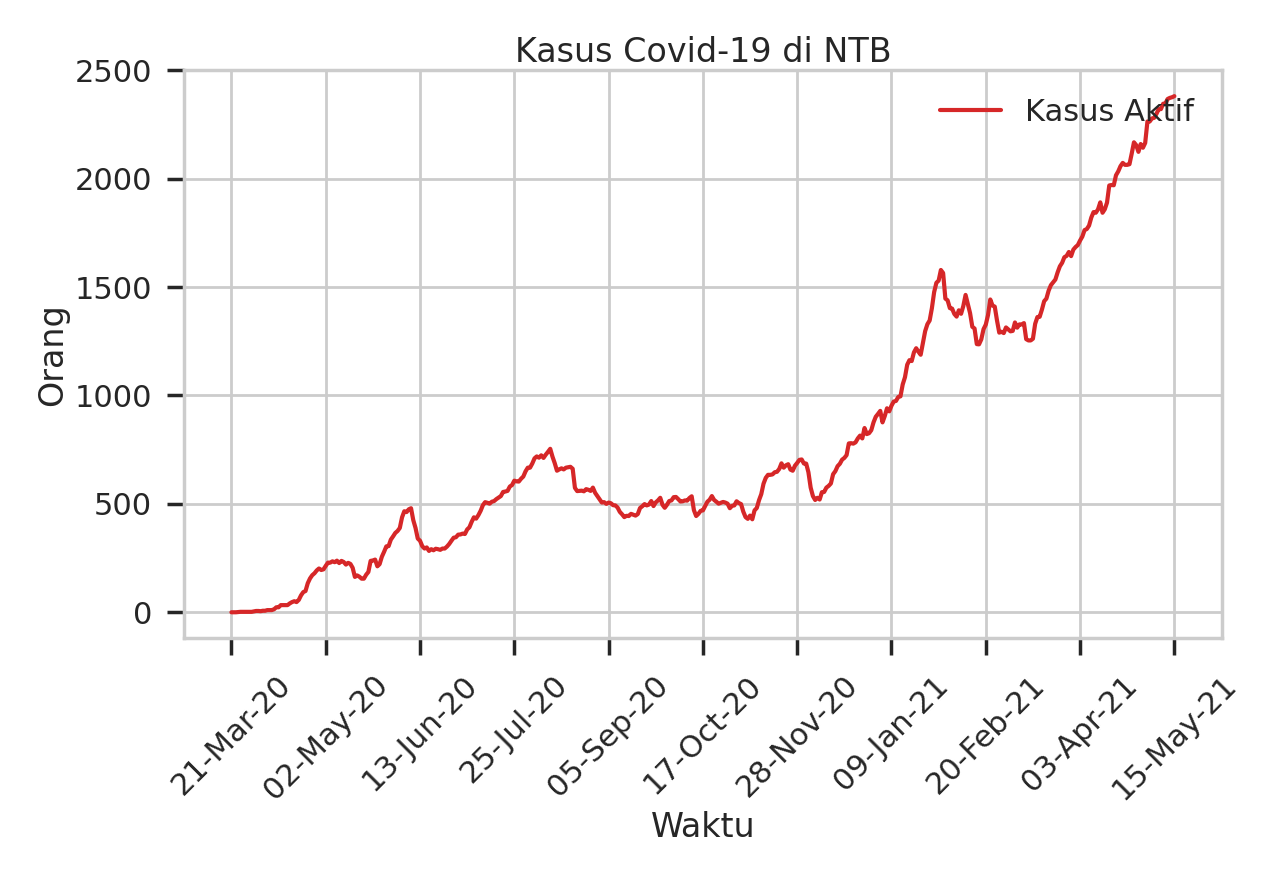 Kasus Covid-19 di NTB
Kasus Aktif
Orang
2500
2000
1500
1000
500
0
21-Mar-20
02-May-20
13-Jun-20
25-Jul-20
05-Sep-20
17-Oct-20
28-Nov-20
09-Jan-21
20-Feb-21
03-Apr-21
15-May-21
Waktu